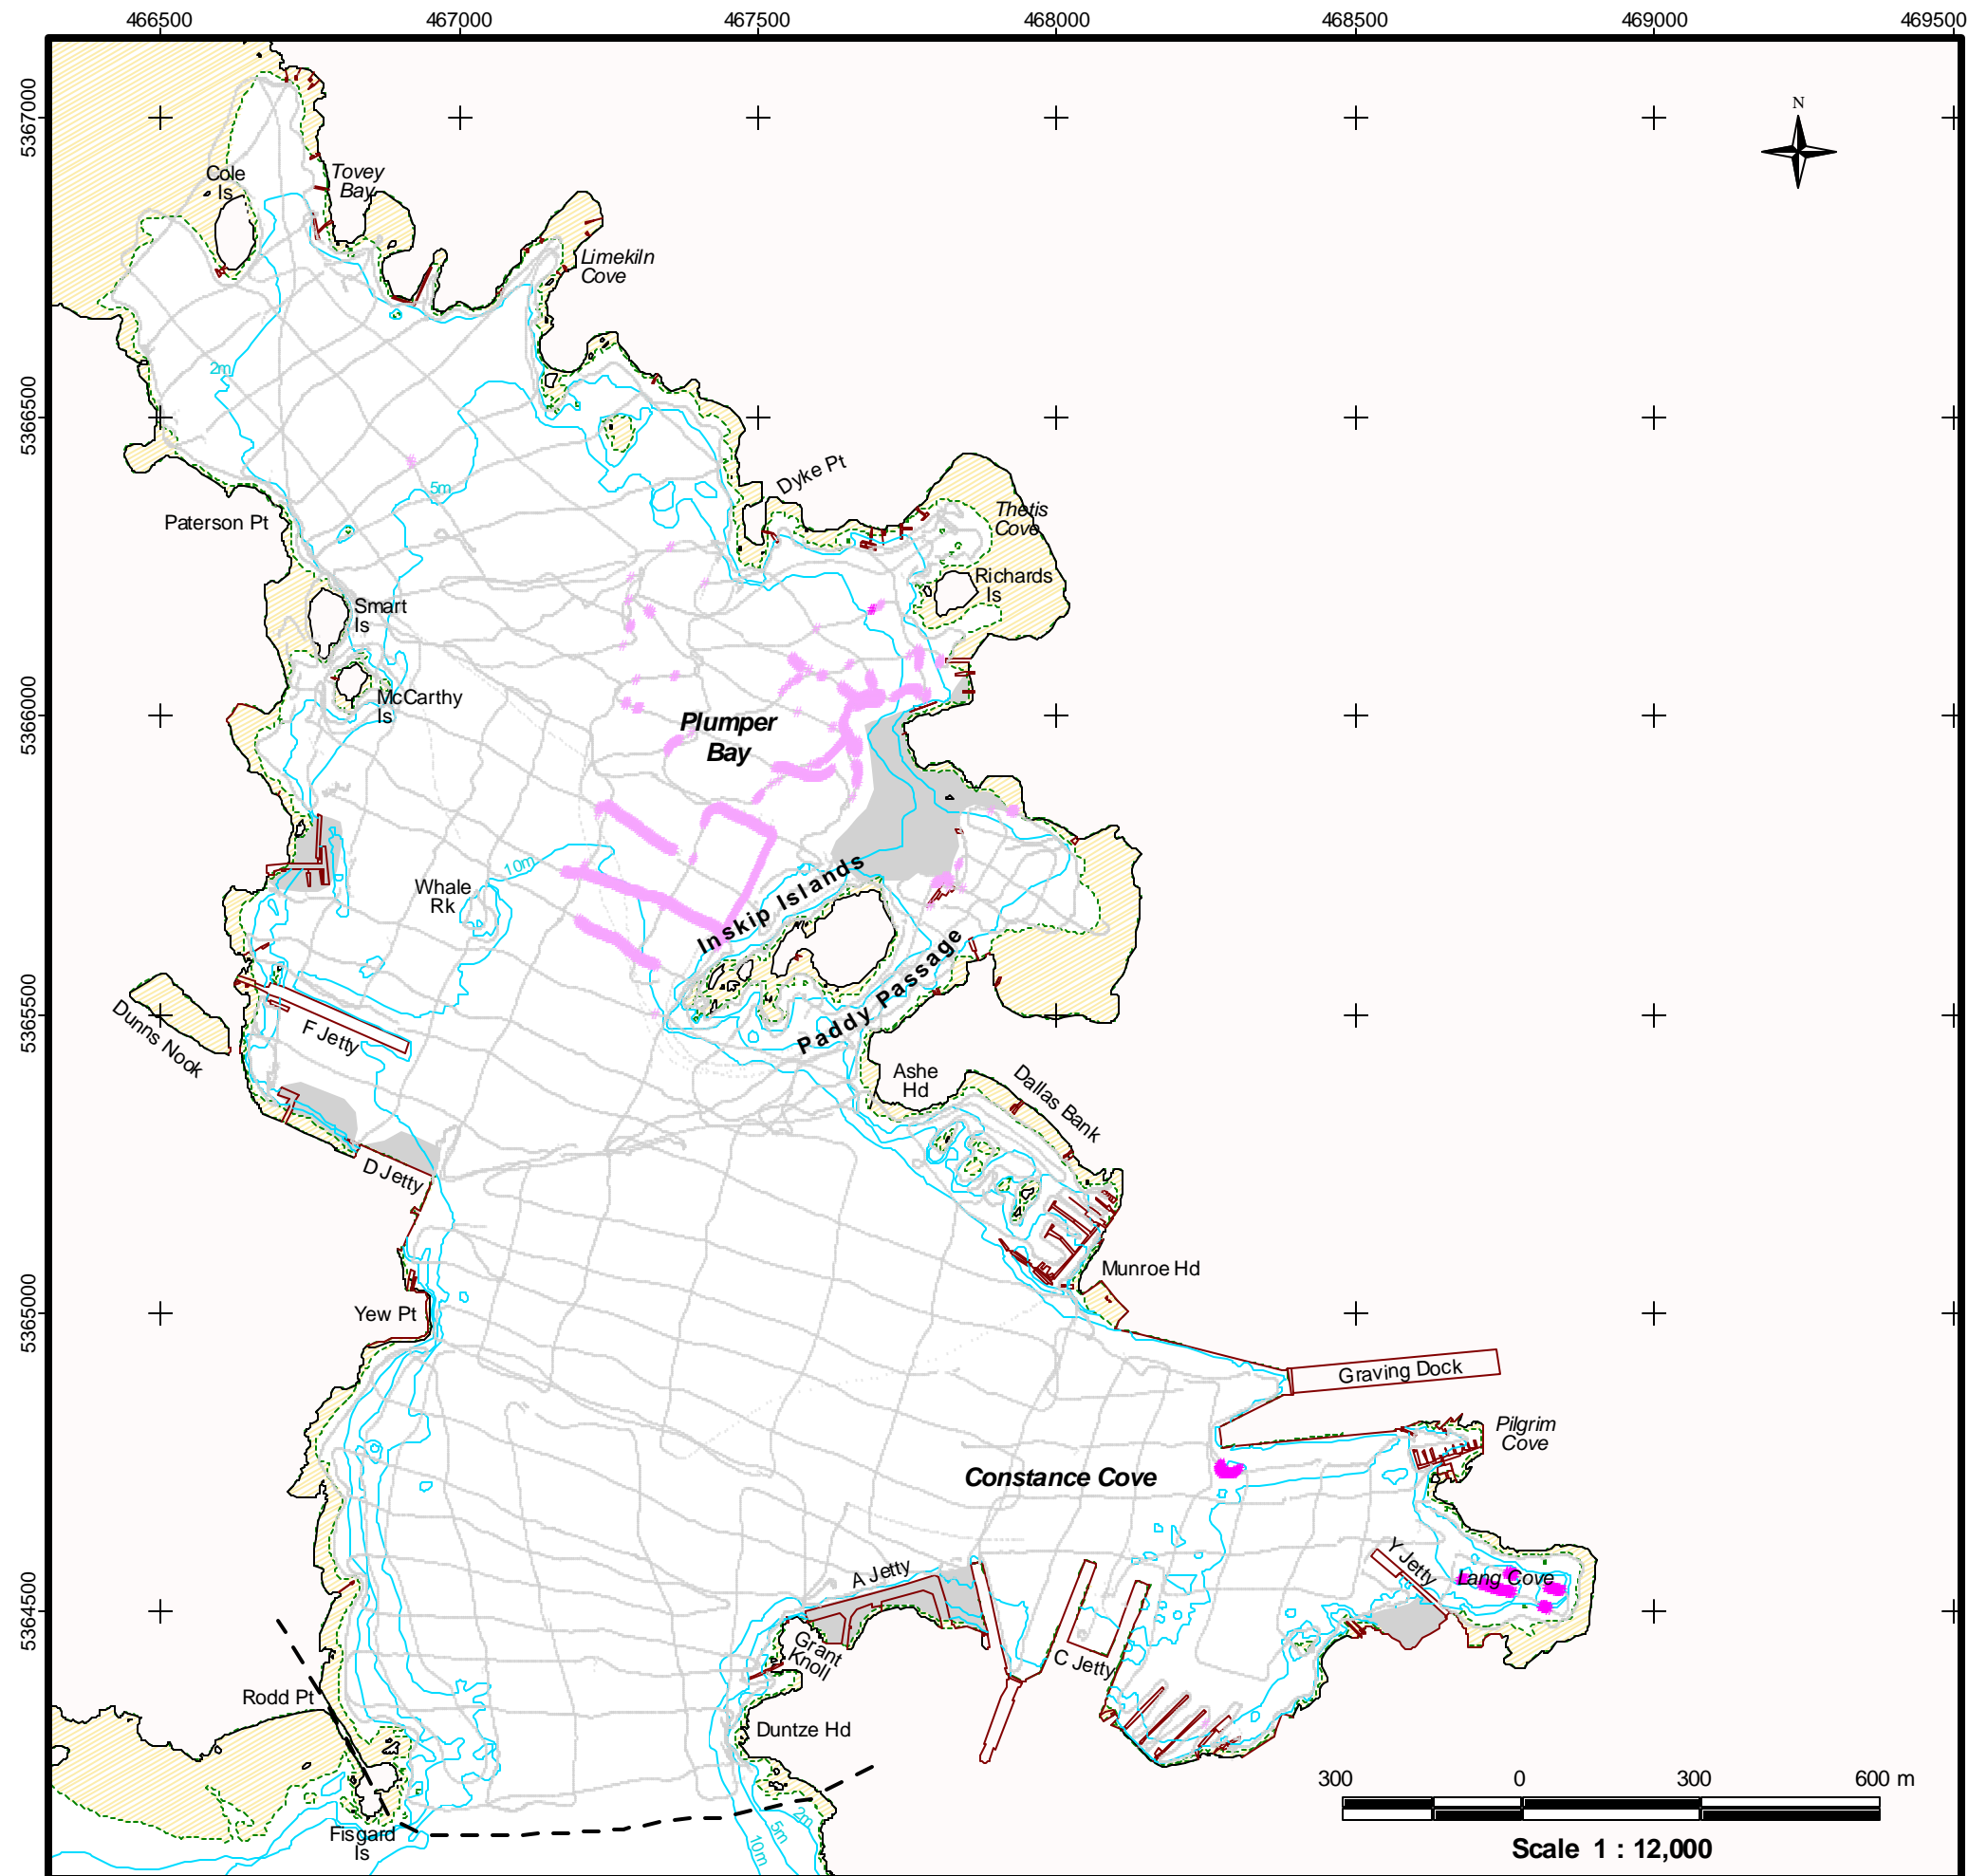 466500 467000 467500 468000 468500 469000 469500
5367000
5366500
5366000
5365500
5365000
5364500
N
Cole
Is
Tovey
Bay
Limekiln
Cove
2m
5m
Dyke Pt
Paterson Pt
Thetis
Cove
Richards
Is
Smart
Is
McCarthy
Is
Plumper
Bay
10m
Whale
Rk
Inskip Islands
Paddy Passage
Dunns Nook
F Jetty
Ashe
Hd
Dallas Bank
D Jetty
Munroe Hd
Yew Pt
Graving Dock
Pilgrim
Cove
Constance Cove
A Jetty
Y Jetty
Lang Cove
Grant
Knoll
C Jetty
Rodd Pt
Duntze Hd
Fisgard
Is
2m
5m
10m
300 0 300 600 m
Scale 1 : 12,000